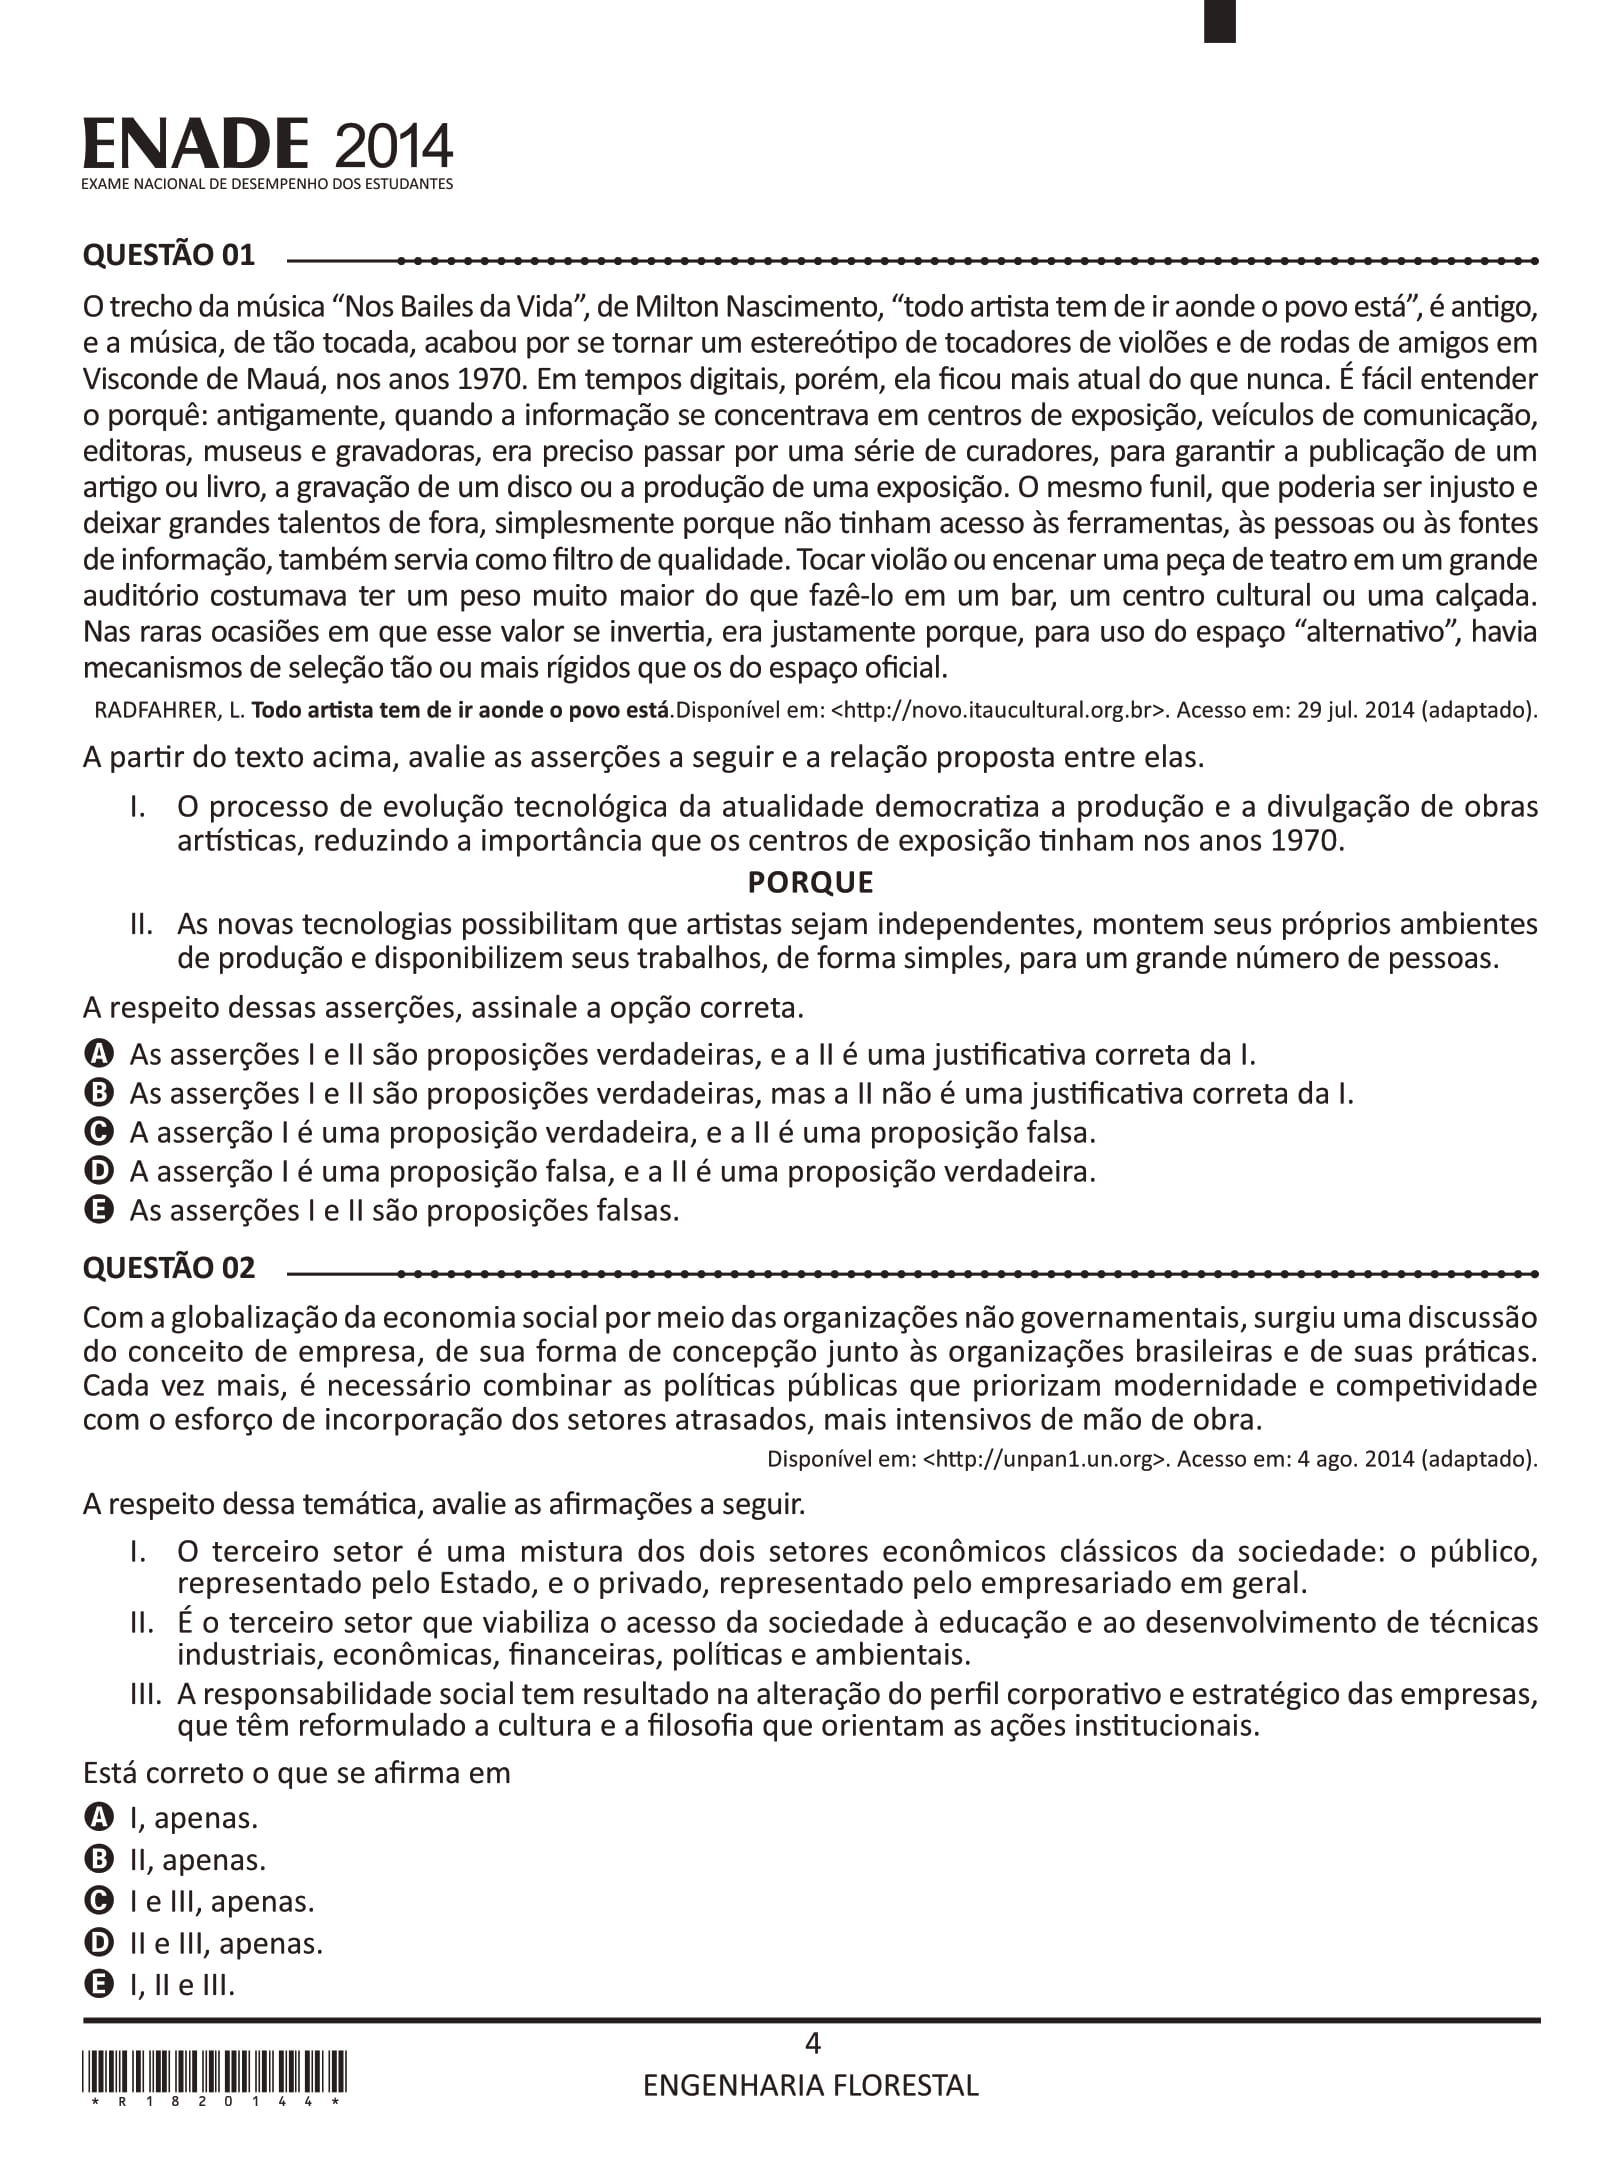 ENADE 2014
EXAME NACIONAL DE DESEMPENHO DOS ESTUDANTES
QUESTÃO 01
O trecho da música “Nos Bailes da Vida”, de Milton Nascimento, “todo artista tem de ir aonde o povo está”, é antigo,
e a música, de tão tocada, acabou por se tornar um estereótipo de tocadores de violões e de rodas de amigos em
Visconde de Mauá, nos anos 1970. Em tempos digitais, porém, ela ficou mais atual do que nunca. É fácil entender
o porquê: antigamente, quando a informação se concentrava em centros de exposição, veículos de comunicação,
editoras, museus e gravadoras, era preciso passar por uma série de curadores, para garantir a publicação de um
artigo ou livro, a gravação de um disco ou a produção de uma exposição. O mesmo funil, que poderia ser injusto e
deixar grandes talentos de fora, simplesmente porque não tinham acesso às ferramentas, às pessoas ou às fontes
de informação, também servia como filtro de qualidade. Tocar violão ou encenar uma peça de teatro em um grande
auditório costumava ter um peso muito maior do que fazê-lo em um bar, um centro cultural ou uma calçada.
Nas raras ocasiões em que esse valor se invertia, era justamente porque, para uso do espaço “alternativo”, havia
mecanismos de seleção tão ou mais rígidos que os do espaço oficial.
RADFAHRER, L. Todo artista tem de ir aonde o povo está.Disponível em: <http://novo.itaucultural.org.br>. Acesso em: 29 jul. 2014 (adaptado).
A partir do texto acima, avalie as asserções a seguir e a relação proposta entre elas.
I. O processo de evolução tecnológica da atualidade democratiza a produção e a divulgação de obras
artísticas, reduzindo a importância que os centros de exposição tinham nos anos 1970.
PORQUE
II. As novas tecnologias possibilitam que artistas sejam independentes, montem seus próprios ambientes
de produção e disponibilizem seus trabalhos, de forma simples, para um grande número de pessoas.
A respeito dessas asserções, assinale a opção correta.
A As asserções I e II são proposições verdadeiras, e a II é uma justificativa correta da I.
B As asserções I e II são proposições verdadeiras, mas a II não é uma justificativa correta da I.
C A asserção I é uma proposição verdadeira, e a II é uma proposição falsa.
D A asserção I é uma proposição falsa, e a II é uma proposição verdadeira.
E As asserções I e II são proposições falsas.
QUESTÃO 02
Com a globalização da economia social por meio das organizações não governamentais, surgiu uma discussão
do conceito de empresa, de sua forma de concepção junto às organizações brasileiras e de suas práticas.
Cada vez mais, é necessário combinar as políticas públicas que priorizam modernidade e competividade
com o esforço de incorporação dos setores atrasados, mais intensivos de mão de obra.
Disponível em: <http://unpan1.un.org>. Acesso em: 4 ago. 2014 (adaptado).
A respeito dessa temática, avalie as afirmações a seguir.
I. O terceiro setor é uma mistura dos dois setores econômicos clássicos da sociedade: o público,
representado pelo Estado, e o privado, representado pelo empresariado em geral.
II. É o terceiro setor que viabiliza o acesso da sociedade à educação e ao desenvolvimento de técnicas
industriais, econômicas, financeiras, políticas e ambientais.
III. A responsabilidade social tem resultado na alteração do perfil corporativo e estratégico das empresas,
que têm reformulado a cultura e a filosofia que orientam as ações institucionais.
Está correto o que se afirma em
A I, apenas.
B II, apenas.
C I e III, apenas.
D II e III, apenas.
E I, II e III.
4
ENGENHARIA FLORESTAL
*R1820144*